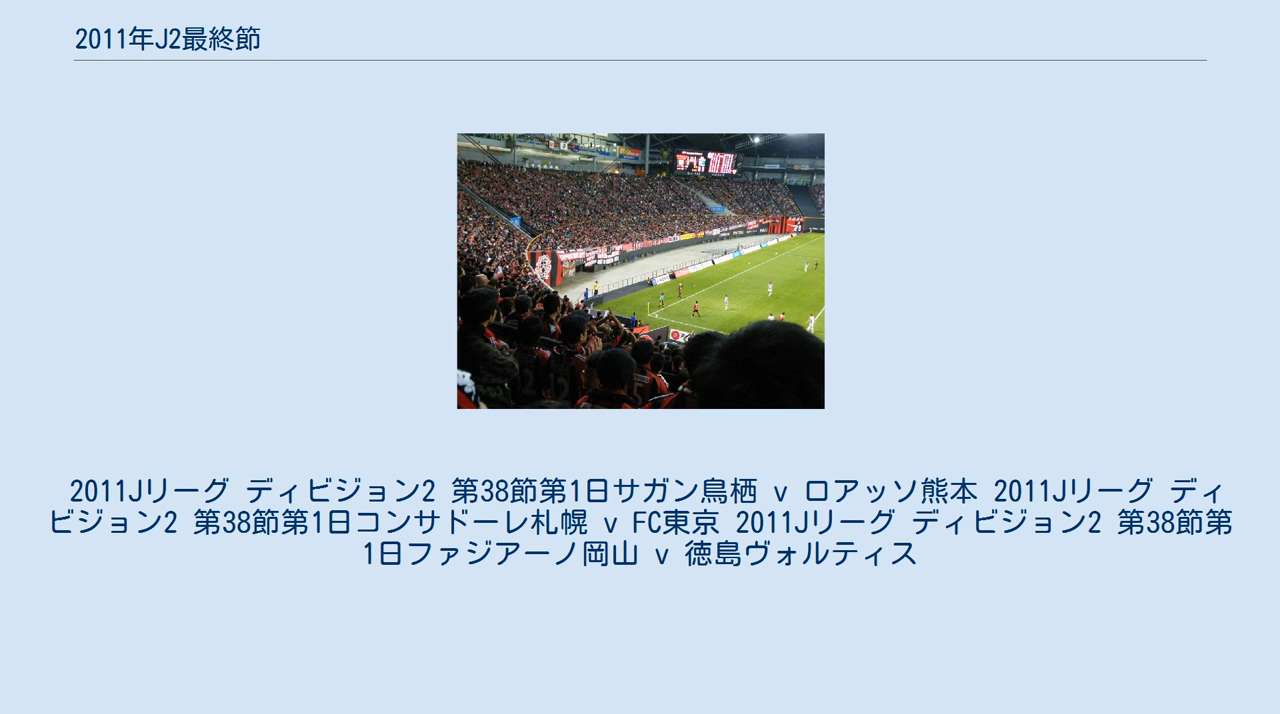 2011年J2最終節
2011Jリーグ ディビジョン2 第38節第1日サガン鳥栖 v ロアッソ熊本 2011Jリーグ ディ
ビジョン2 第38節第1日コンサドーレ札幌 v FC東京 2011Jリーグ ディビジョン2 第38節第
1日ファジアーノ岡山 v 徳島ヴォルティス